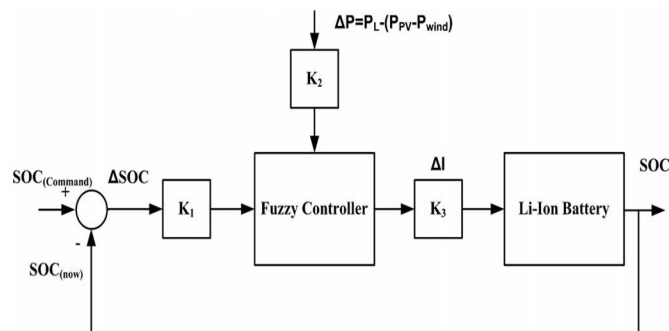 ΔP=P_L-(P_PV-P_wind)
K₂
SOC(Command)
+
ΔSOC
K₁
Fuzzy Controller
ΔI
K₃
Li-Ion Battery
SOC
-
SOC(now)